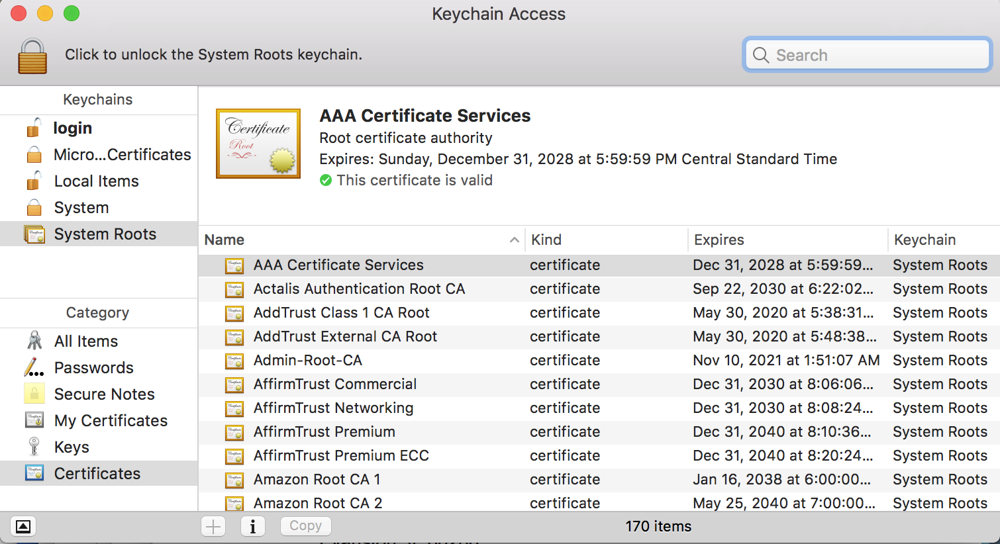 Keychain Access
Click to unlock the System Roots keychain.
Search
Keychains
login
Micro...Certificates
Local Items
System
System Roots
Category
All Items
Passwords
Secure Notes
My Certificates
Keys
Certificates
Certificate
Root
AAA Certificate Services
Root certificate authority
Expires: Sunday, December 31, 2028 at 5:59:59 PM Central Standard Time
This certificate is valid
Name Kind Expires Keychain
AAA Certificate Services certificate Dec 31, 2028 at 5:59:59... System Roots
Actalis Authentication Root CA certificate Sep 22, 2030 at 6:22:02... System Roots
AddTrust Class 1 CA Root certificate May 30, 2020 at 5:38:31... System Roots
AddTrust External CA Root certificate May 30, 2020 at 5:48:38... System Roots
Admin-Root-CA certificate Nov 10, 2021 at 1:51:07 AM System Roots
AffirmTrust Commercial certificate Dec 31, 2030 at 8:06:06... System Roots
AffirmTrust Networking certificate Dec 31, 2030 at 8:08:24... System Roots
AffirmTrust Premium certificate Dec 31, 2040 at 8:10:36... System Roots
AffirmTrust Premium ECC certificate Dec 31, 2040 at 8:20:24... System Roots
Amazon Root CA 1 certificate Jan 16, 2038 at 6:00:00... System Roots
Amazon Root CA 2 certificate May 25, 2040 at 7:00:00... System Roots
Copy
170 items